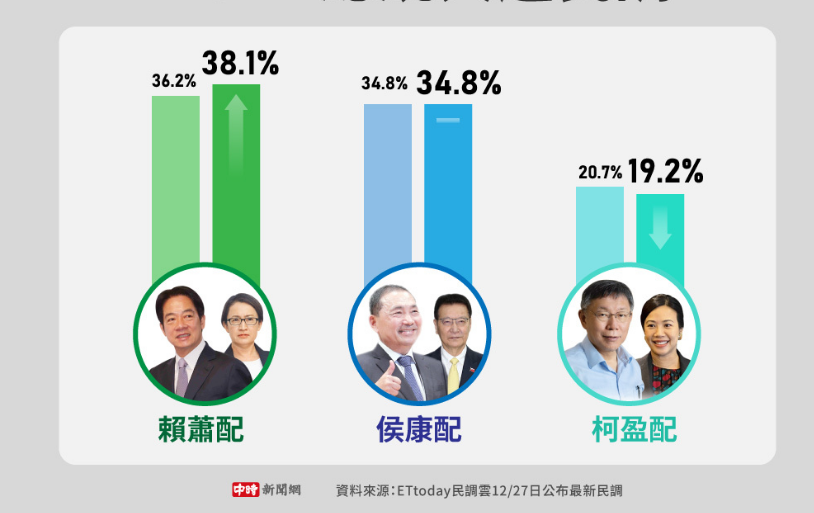 36.2% 38.1%
34.8% 34.8%
20.7% 19.2%
賴蕭配
侯康配
柯盈配
中時 新聞網
資料來源：ETtoday民調雲12/27日公布最新民調